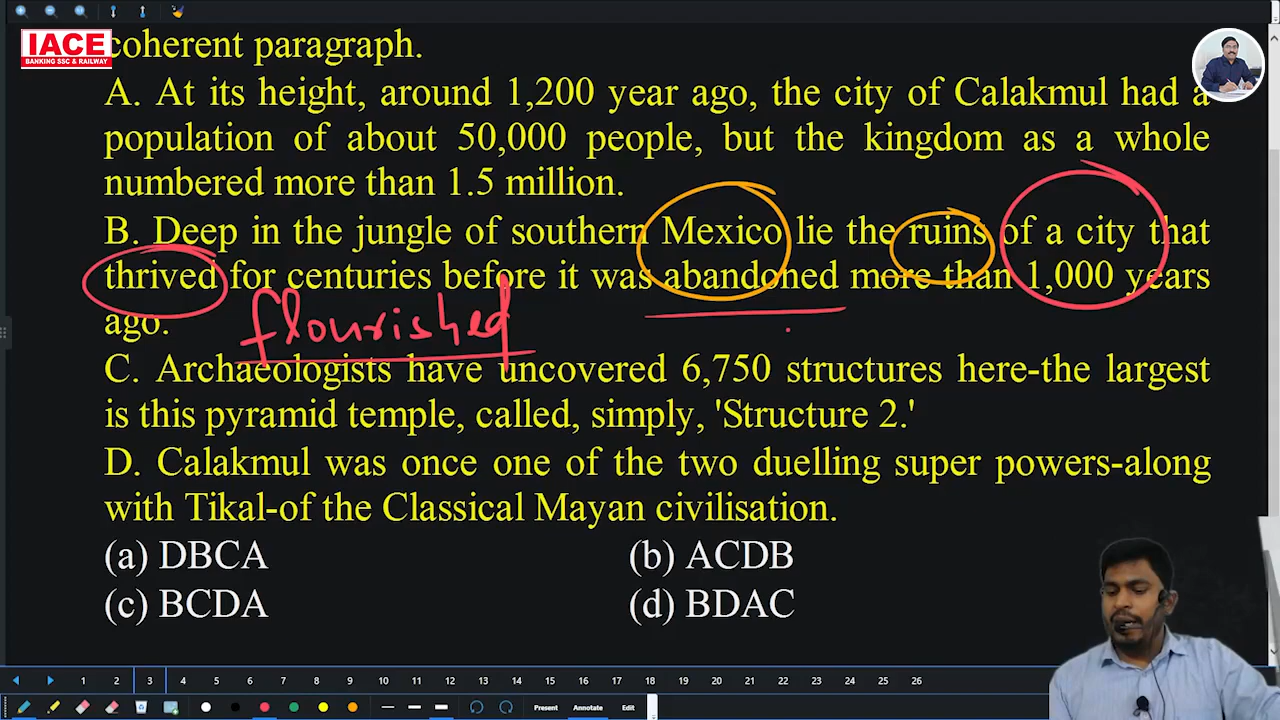 IACE
BANKING SSC & RAILWAY
coherent paragraph.
A. At its height, around 1,200 year ago, the city of Calakmul had a
population of about 50,000 people, but the kingdom as a whole
numbered more than 1.5 million.
B. Deep in the jungle of southern Mexico lie the ruins of a city that
thrived for centuries before it was abandoned more than 1,000 years
ago.
flourished
C. Archaeologists have uncovered 6,750 structures here-the largest
is this pyramid temple, called, simply, 'Structure 2.'
D. Calakmul was once one of the two duelling super powers-along
with Tikal-of the Classical Mayan civilisation.
(a) DBCA (b) ACDB
(c) BCDA (d) BDAC
1 2 3 4 5 6 7 8 9 10 11 12 13 14 15 16 17 18 19 20 21 22 23 24 25 26
Present Annotate Edit